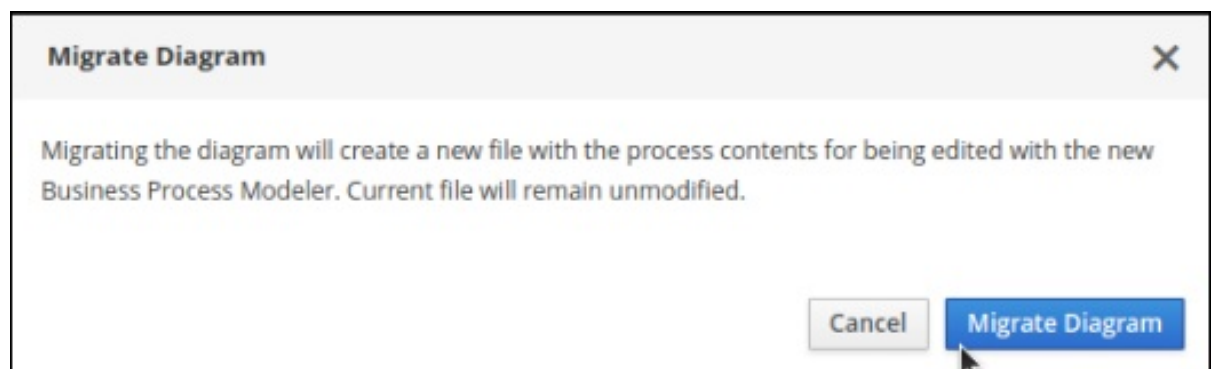 Migrate Diagram
Migrating the diagram will create a new file with the process contents for being edited with the new
Business Process Modeler. Current file will remain unmodified.
Cancel
Migrate Diagram